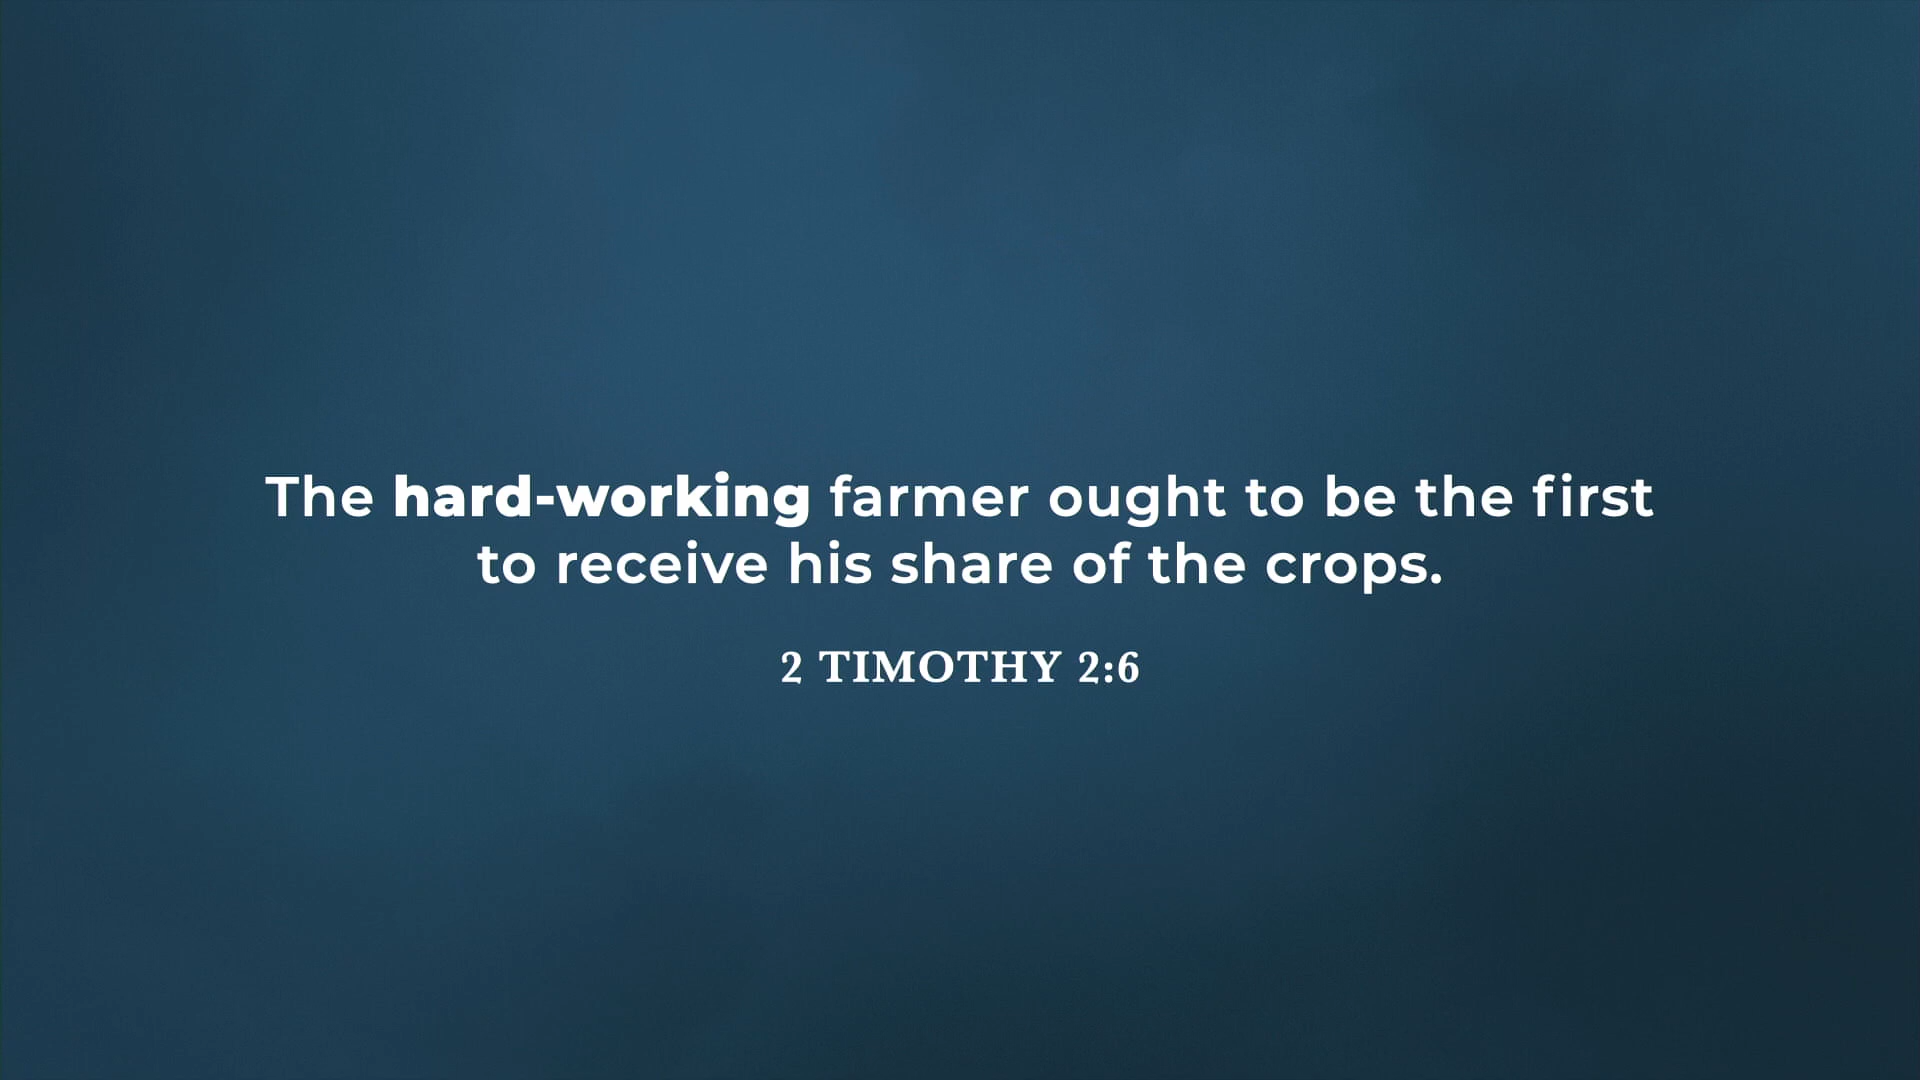 The hard-working farmer ought to be the first
to receive his share of the crops.
2 TIMOTHY 2:6